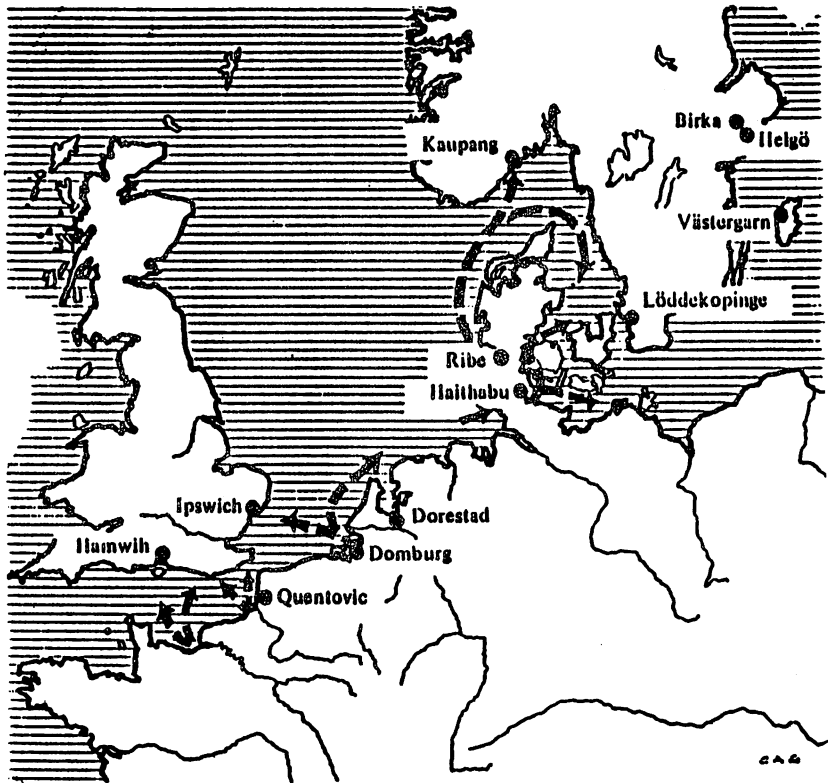 Kaupang
Birka
Helgö
Västergarn
Löddekopinge
Ribe
Haithabu
Ipswich
Dorestad
Hamwih
Domburg
Quentovic